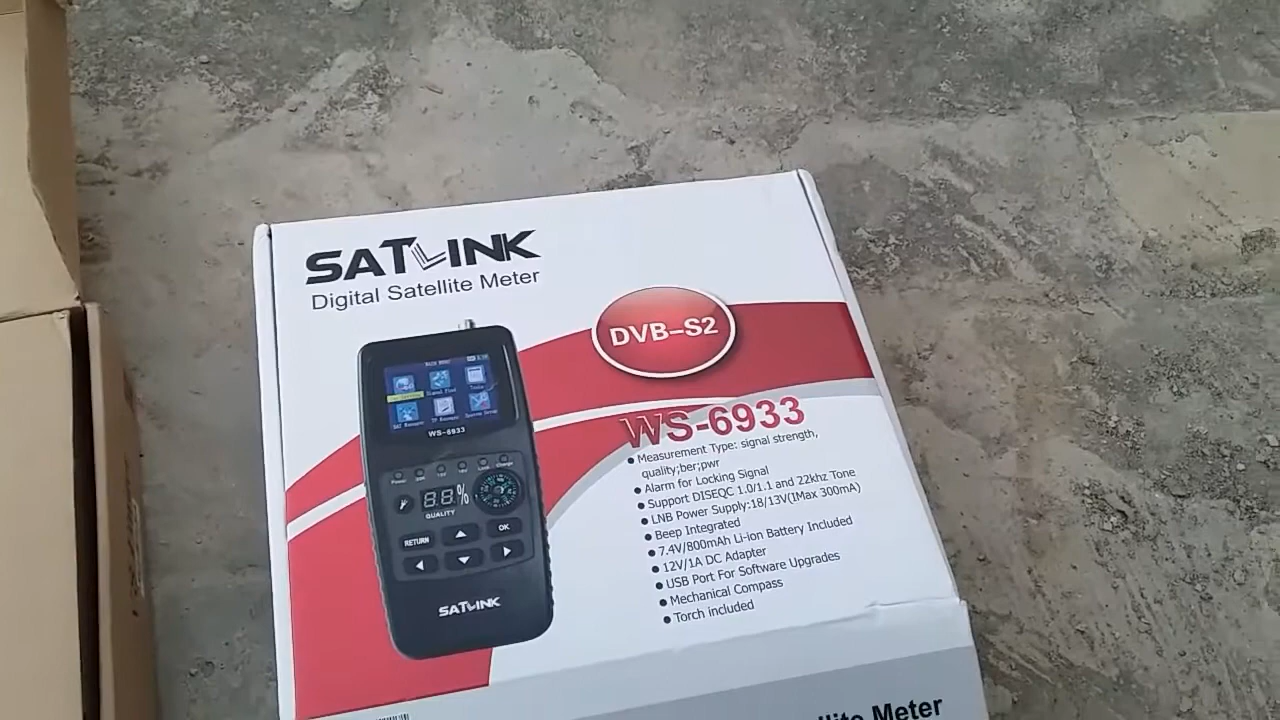 SATLINK
Digital Satellite Meter
DVB-S2
WS-6933
WS-6933
Measurement Type: signal strength,
quality;ber;pwr
Alarm for Locking Signal
Support DISEQC 1.0/1.1 and 22khz Tone
LNB Power Supply:18/13V(Max 300mA)
Beep Integrated
7.4V/800mAh Li-ion Battery Included
12V/1A DC Adapter
USB Port For Software Upgrades
Mechanical Compass
Torch included
8.8.%
QUALITY
RETURN
OK
SATLINK
Meter